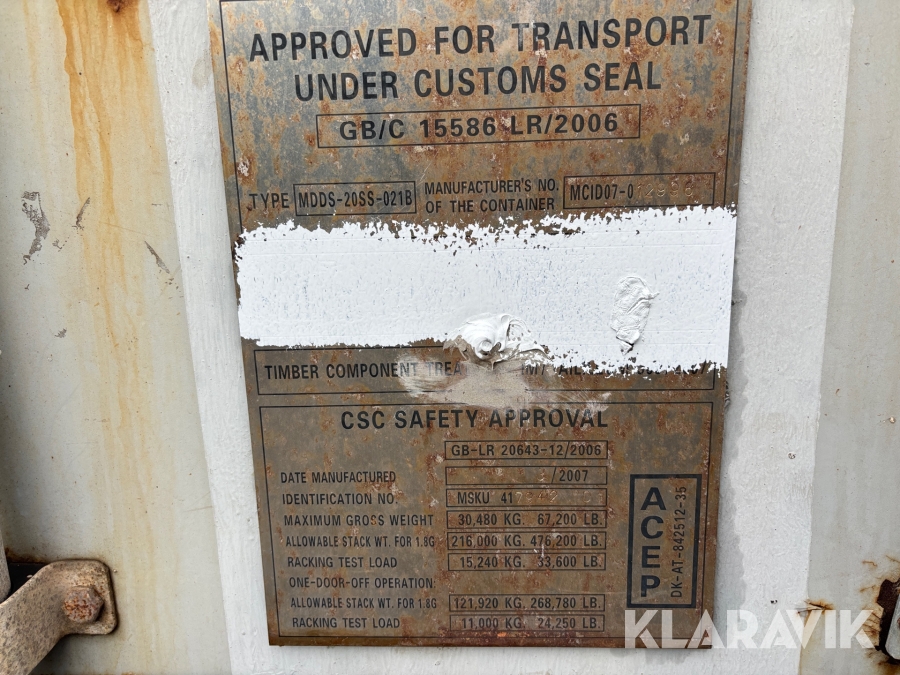 APPROVED FOR TRANSPORT
UNDER CUSTOMS SEAL
GB/C 15586 LR/2006
TYPE MDDS-20SS-021B MANUFACTURER'S NO. OF THE CONTAINER MCID07-0
TIMBER COMPONENT
CSC SAFETY APPROVAL
GB-LR 20643-12/2006
DATE MANUFACTURED /2007
IDENTIFICATION NO. MSKU 41
MAXIMUM GROSS WEIGHT 30,480 KG. 67,200 LB.
ALLOWABLE STACK WT. FOR 1.8G 216,000 KG. 476,200 LB.
RACKING TEST LOAD 15,240 KG. 33,600 LB.
ONE-DOOR-OFF OPERATION
ALLOWABLE STACK WT. FOR 1.8G 121,920 KG. 268,780 LB.
RACKING TEST LOAD 11,000 KG. 24,250 LB.
ACEP
DK-AT-842512-35
KLARAVIK